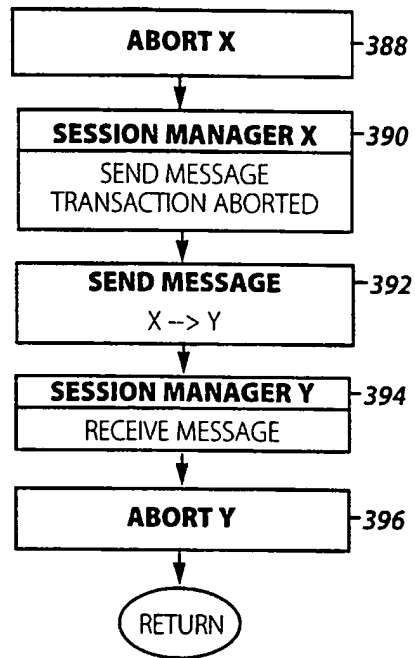 ABORT X
388
SESSION MANAGER X
390
SEND MESSAGE
TRANSACTION ABORTED
SEND MESSAGE
392
X --> Y
SESSION MANAGER Y
394
RECEIVE MESSAGE
ABORT Y
396
RETURN